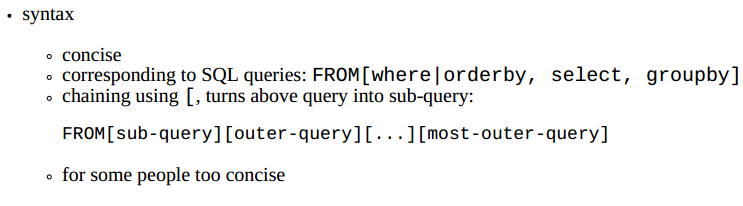 • syntax
◦ concise
◦ corresponding to SQL queries: FROM[where|orderby, select, groupby]
◦ chaining using [, turns above query into sub-query:
FROM[sub-query][outer-query][...][most-outer-query]
◦ for some people too concise